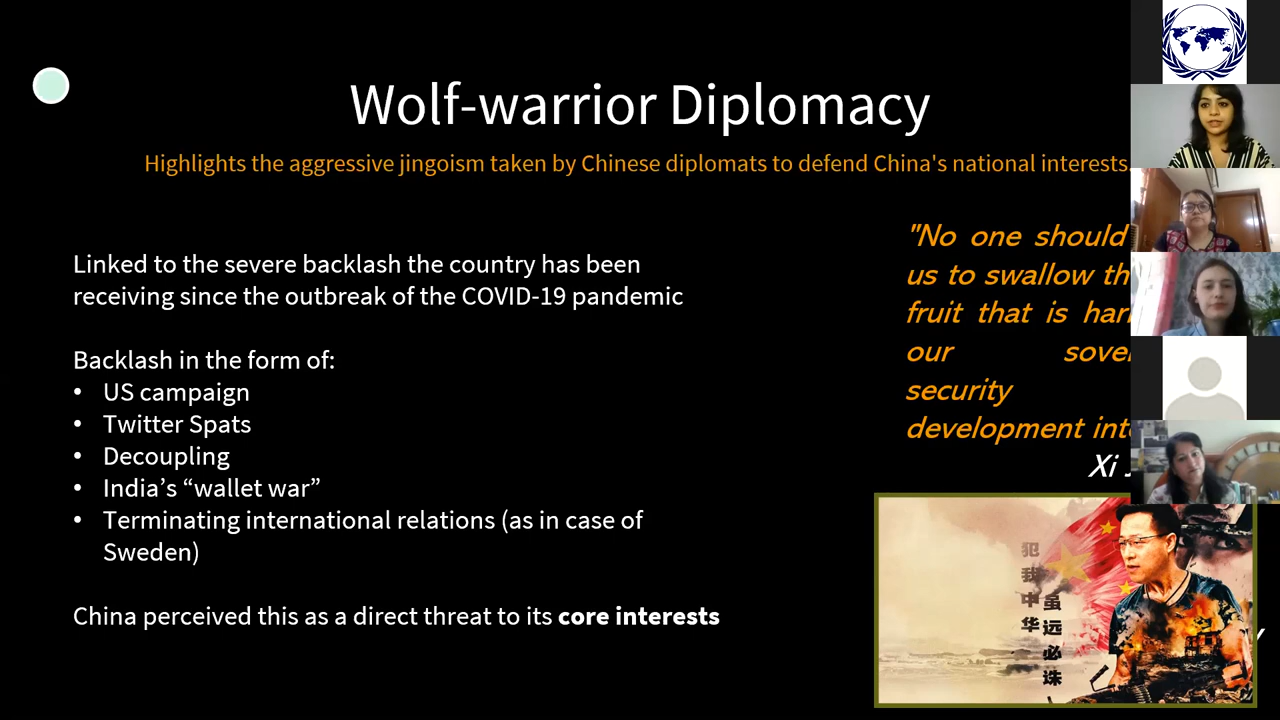 Wolf-warrior Diplomacy
Highlights the aggressive jingoism taken by Chinese diplomats to defend China's national interests.
Linked to the severe backlash the country has been
receiving since the outbreak of the COVID-19 pandemic
Backlash in the form of:
• US campaign
• Twitter Spats
• Decoupling
• India's “wallet war”
• Terminating international relations (as in case of
Sweden)
China perceived this as a direct threat to its core interests
"No one should
us to swallow
fruit that is
our
security
development
Xi
犯我中华
虽远必诛